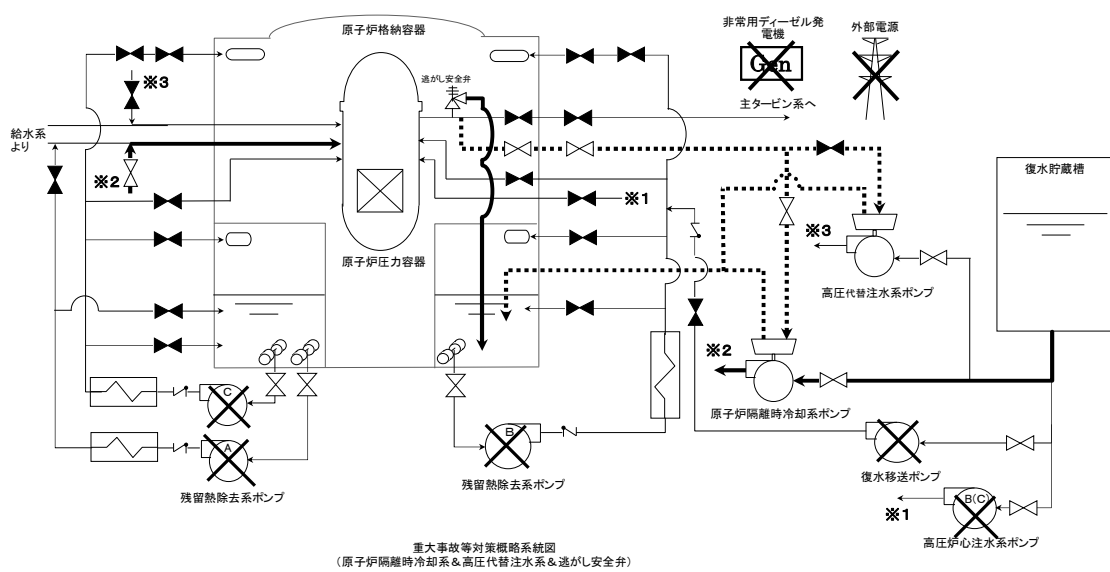 原子炉格納容器
非常用ディーゼル発
電機
外部電源
Gen
主タービン系へ
逃がし安全弁
※3
給水系
より
※2
※1
原子炉圧力容器
復水貯蔵槽
※3
高圧代替注水系ポンプ
※2
原子炉隔離時冷却系ポンプ
C
A
残留熱除去系ポンプ
B
残留熱除去系ポンプ
復水移送ポンプ
※1
B(C)
高圧炉心注水系ポンプ
重大事故等対策概略系統図
(原子炉隔離時冷却系&高圧代替注水系&逃がし安全弁)